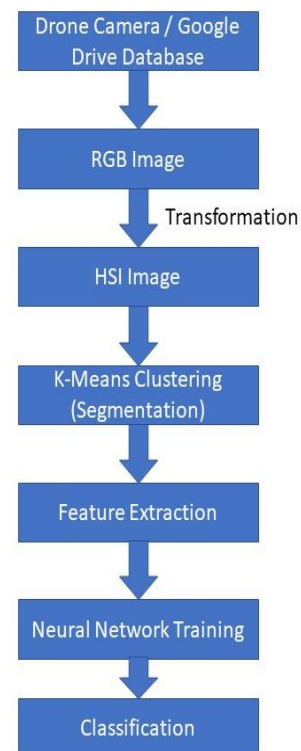 Drone Camera / Google
Drive Database
RGB Image
Transformation
HSI Image
K-Means Clustering
(Segmentation)
Feature Extraction
Neural Network Training
Classification